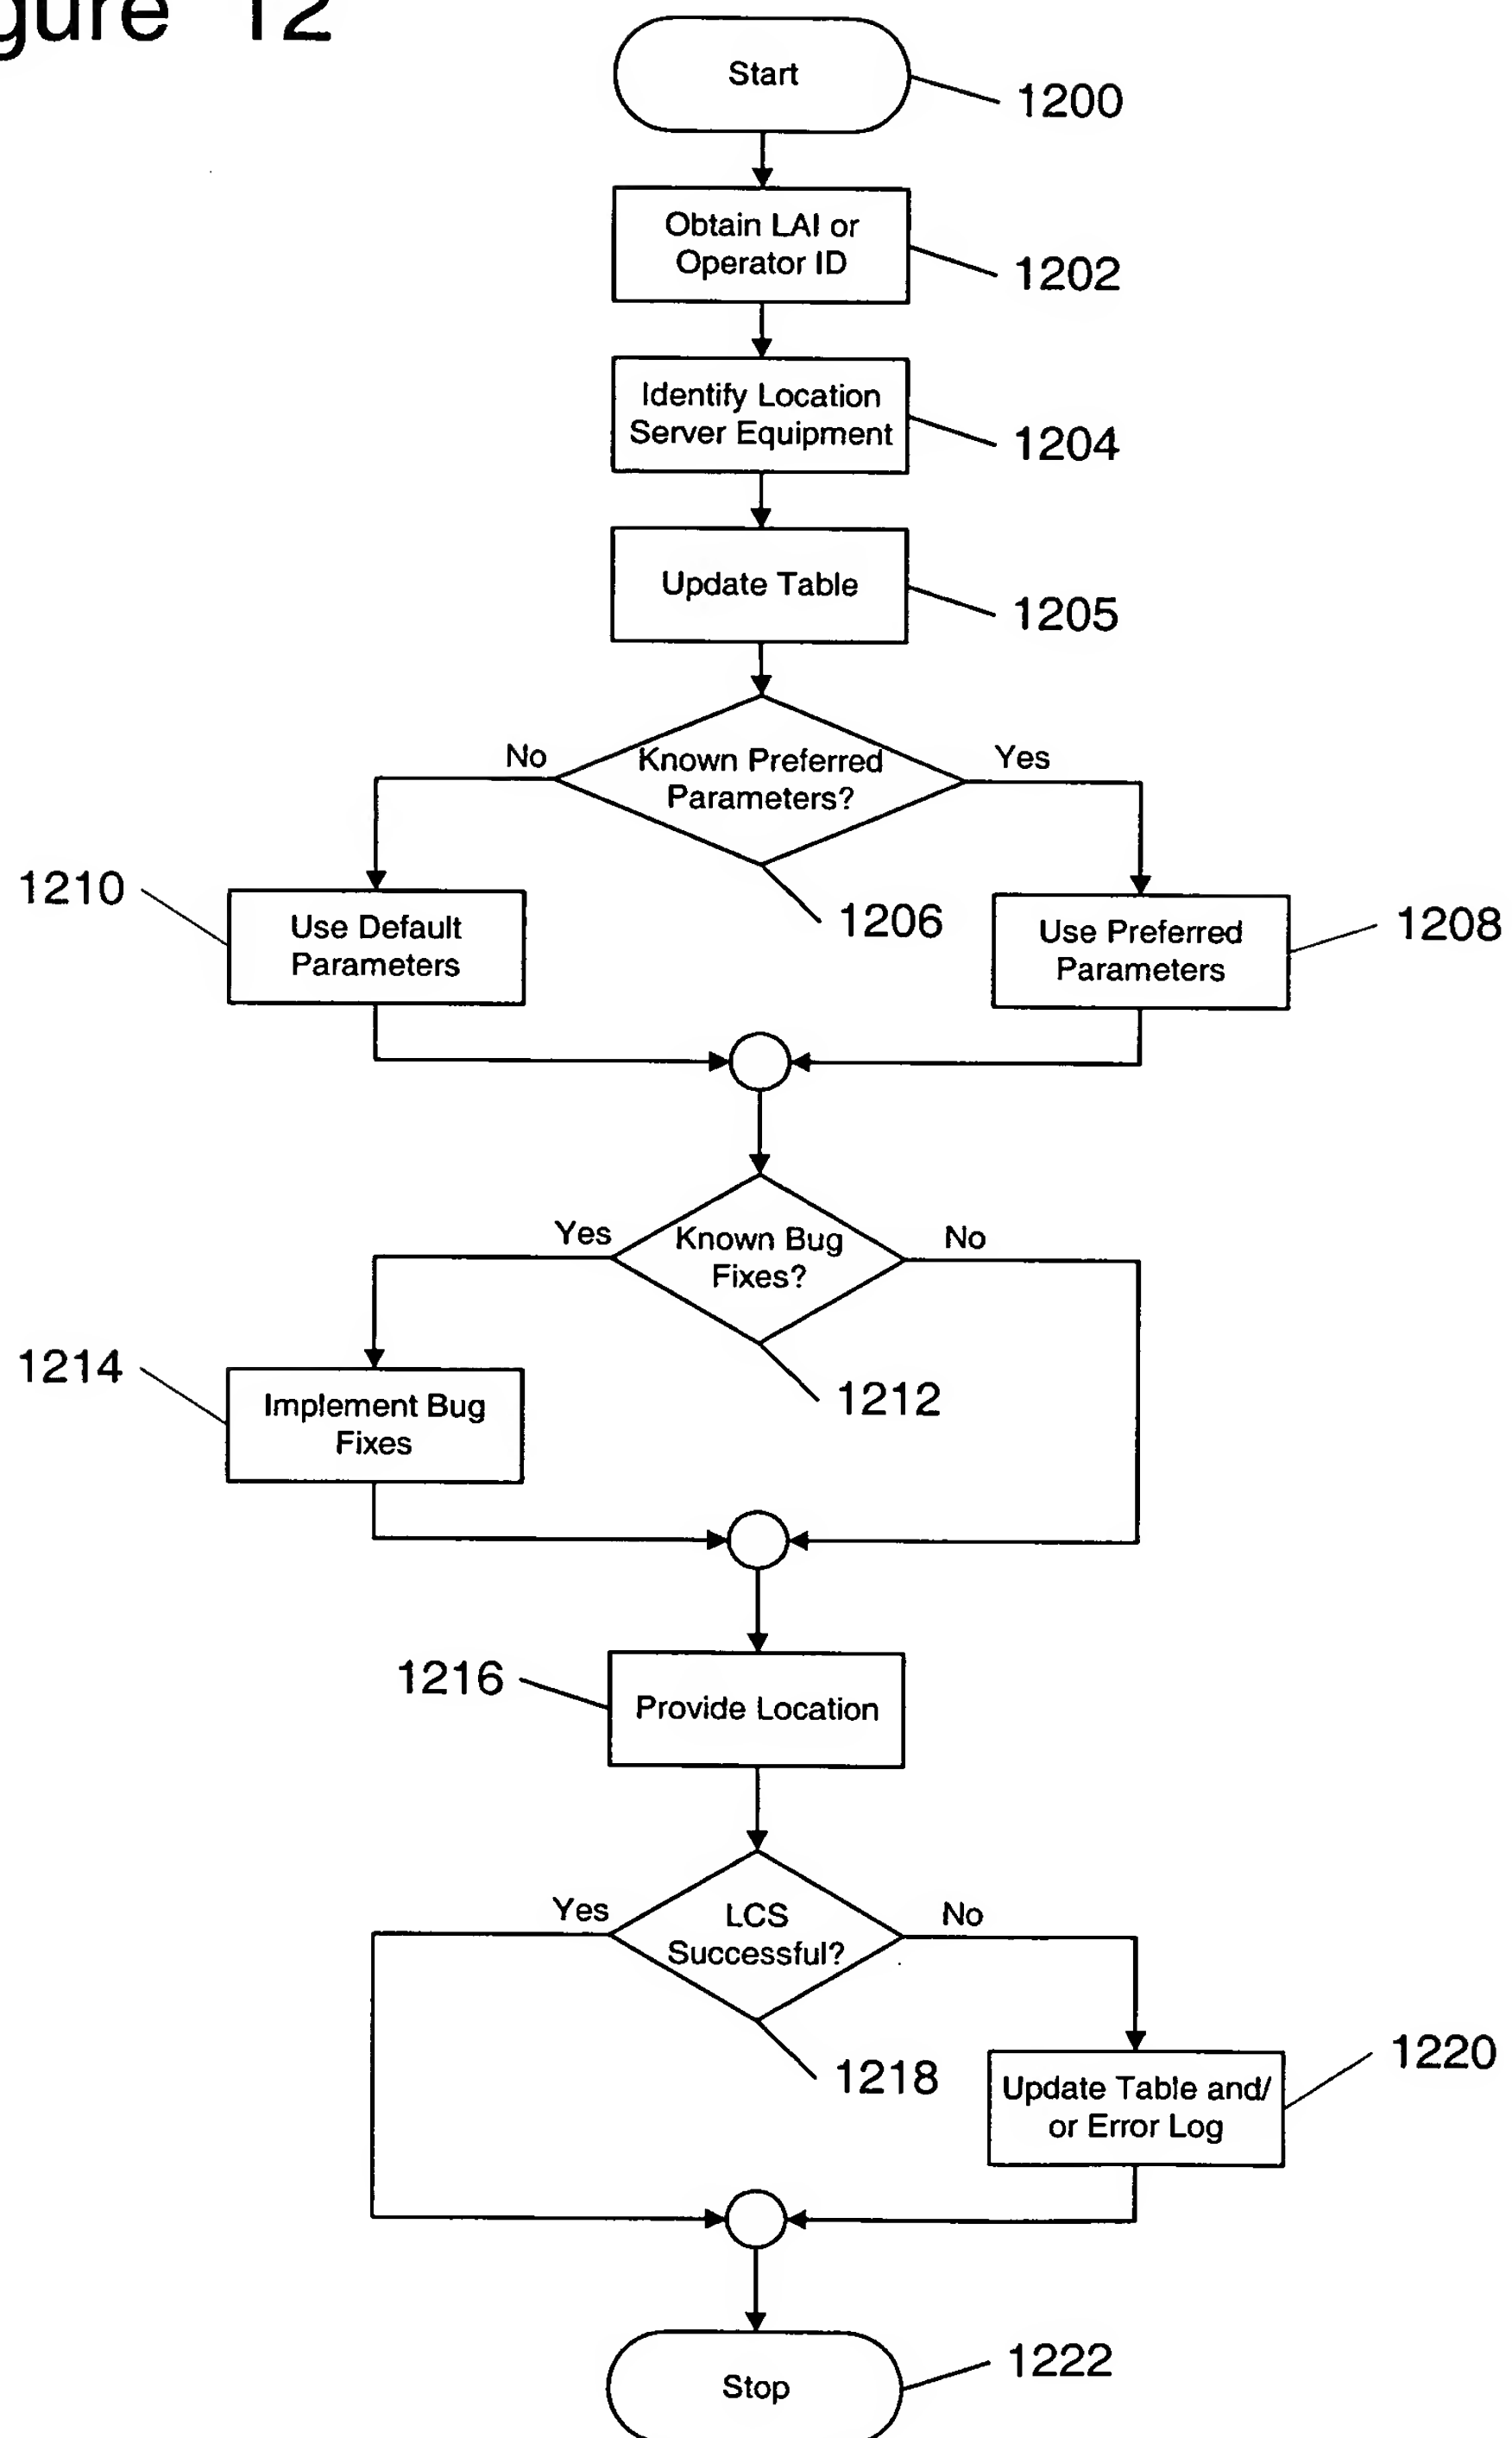 gure 12
Start
1200
Obtain LAI or
Operator ID
1202
Identify Location
Server Equipment
1204
Update Table
1205
No
Known Preferred
Parameters?
Yes
1206
1210
Use Default
Parameters
Use Preferred
Parameters
1208
Yes
Known Bug
Fixes?
No
1212
1214
Implement Bug
Fixes
1216
Provide Location
Yes
LCS
Successful?
No
1218
Update Table and/
or Error Log
1220
Stop
1222